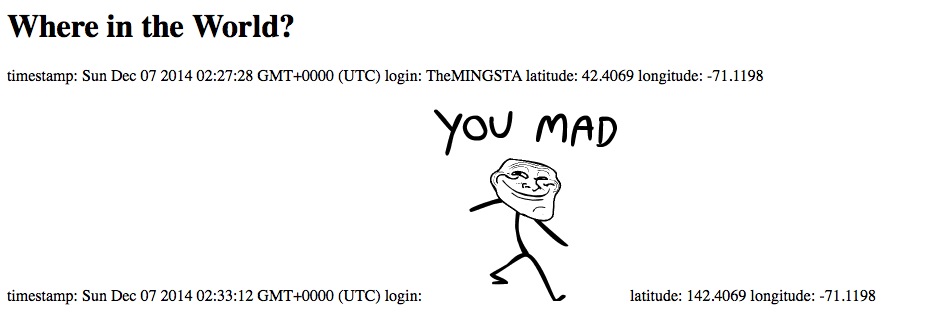 Where in the World?
timestamp: Sun Dec 07 2014 02:27:28 GMT+0000 (UTC) login: TheMINGSTA latitude: 42.4069 longitude: -71.1198
YOU MAD
timestamp: Sun Dec 07 2014 02:33:12 GMT+0000 (UTC) login: latitude: 142.4069 longitude: -71.1198